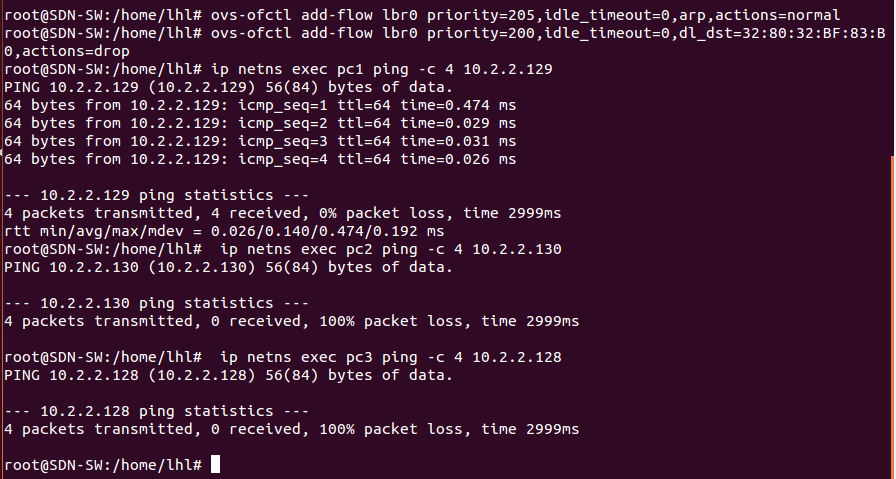 root@SDN-SW:/home/lhl# ovs-ofctl add-flow lbr0 priority=205,idle_timeout=0,arp,actions=normal
root@SDN-SW:/home/lhl# ovs-ofctl add-flow lbr0 priority=200,idle_timeout=0,dl_dst=32:80:32:BF:83:B
0,actions=drop
root@SDN-SW:/home/lhl# ip netns exec pc1 ping -c 4 10.2.2.129
PING 10.2.2.129 (10.2.2.129) 56(84) bytes of data.
64 bytes from 10.2.2.129: icmp_seq=1 ttl=64 time=0.474 ms
64 bytes from 10.2.2.129: icmp_seq=2 ttl=64 time=0.029 ms
64 bytes from 10.2.2.129: icmp_seq=3 ttl=64 time=0.031 ms
64 bytes from 10.2.2.129: icmp_seq=4 ttl=64 time=0.026 ms

--- 10.2.2.129 ping statistics ---
4 packets transmitted, 4 received, 0% packet loss, time 2999ms
rtt min/avg/max/mdev = 0.026/0.140/0.474/0.192 ms
root@SDN-SW:/home/lhl#  ip netns exec pc2 ping -c 4 10.2.2.130
PING 10.2.2.130 (10.2.2.130) 56(84) bytes of data.

--- 10.2.2.130 ping statistics ---
4 packets transmitted, 0 received, 100% packet loss, time 2999ms

root@SDN-SW:/home/lhl#  ip netns exec pc3 ping -c 4 10.2.2.128
PING 10.2.2.128 (10.2.2.128) 56(84) bytes of data.

--- 10.2.2.128 ping statistics ---
4 packets transmitted, 0 received, 100% packet loss, time 2999ms

root@SDN-SW:/home/lhl#